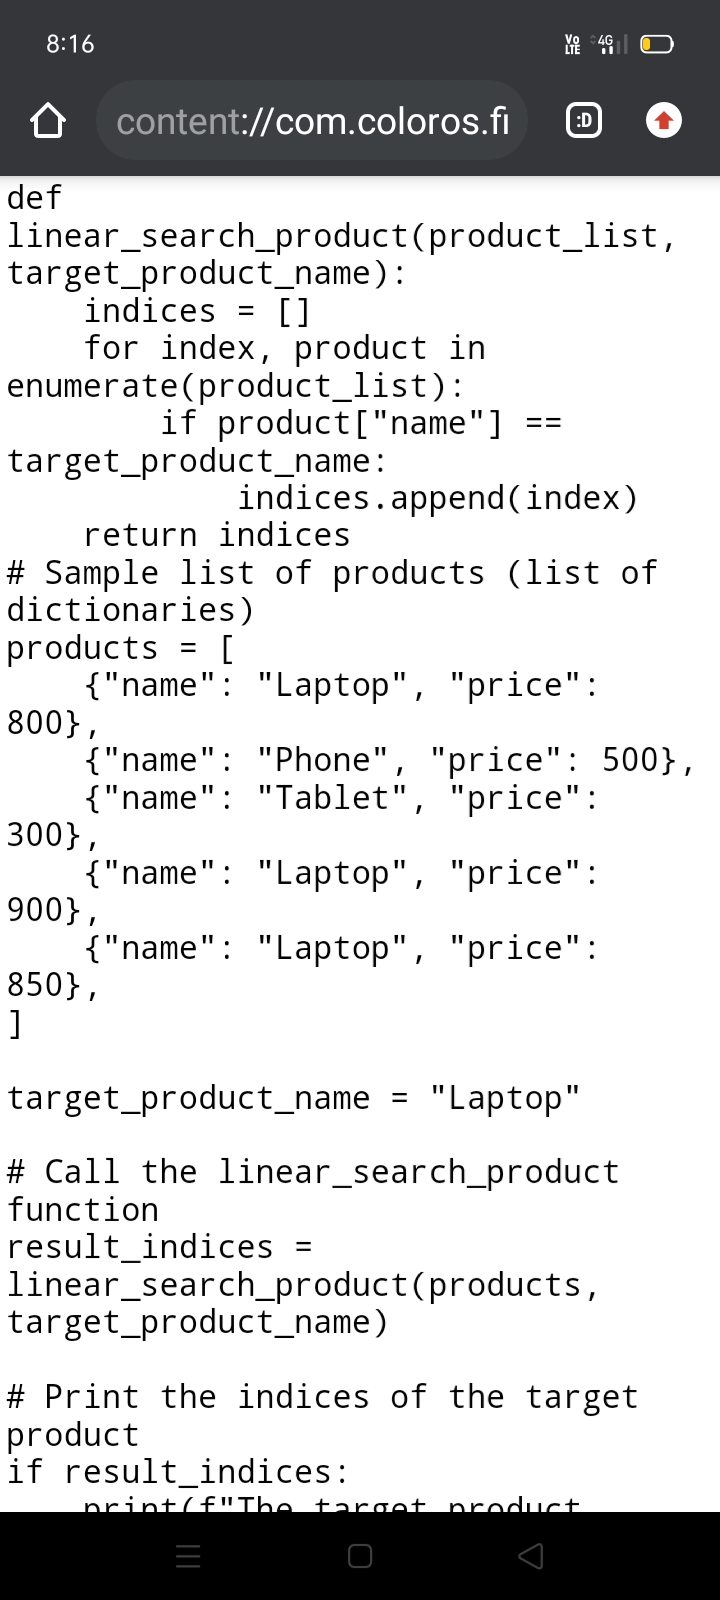 8:16
Vo LTE 4G
content://com.coloros.fi
:D
def
linear_search_product(product_list,
target_product_name):
    indices = []
    for index, product in
enumerate(product_list):
        if product["name"] ==
target_product_name:
            indices.append(index)
    return indices
# Sample list of products (list of
dictionaries)
products = [
    {"name": "Laptop", "price":
800},
    {"name": "Phone", "price": 500},
    {"name": "Tablet", "price":
300},
    {"name": "Laptop", "price":
900},
    {"name": "Laptop", "price":
850},
]

target_product_name = "Laptop"

# Call the linear_search_product
function
result_indices =
linear_search_product(products,
target_product_name)

# Print the indices of the target
product
if result_indices:
    print(f"The target product